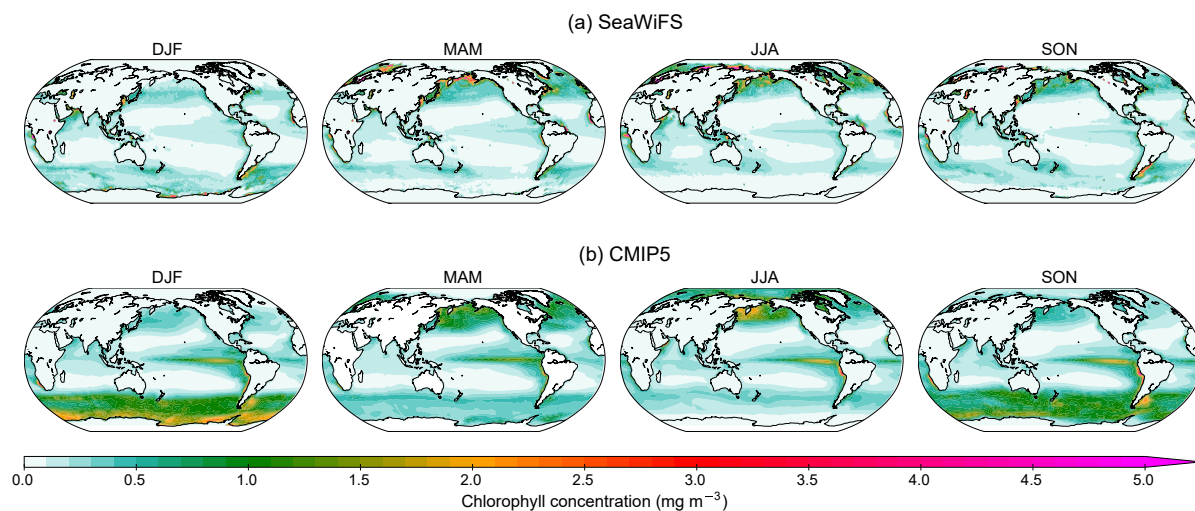 (a) SeaWiFS
DJF MAM JJA SON
(b) CMIP5
DJF MAM JJA SON
0.0 0.5 1.0 1.5 2.0 2.5 3.0 3.5 4.0 4.5 5.0
Chlorophyll concentration (mg m⁻³)